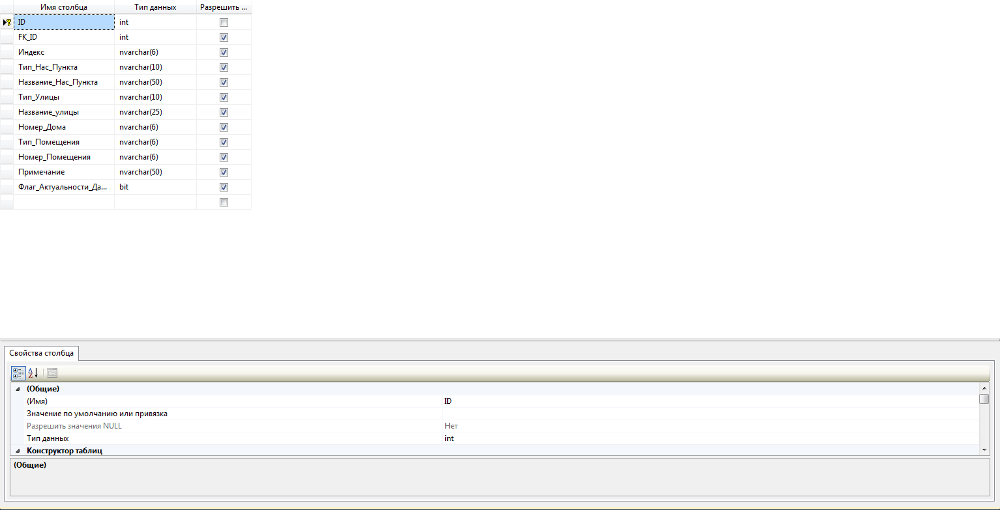 Имя столбца Тип данных Разрешить ...
ID int
FK_ID int
Индекс nvarchar(6)
Тип_Нас_Пункта nvarchar(10)
Название_Нас_Пункта nvarchar(50)
Тип_Улицы nvarchar(10)
Название_улицы nvarchar(25)
Номер_Дома nvarchar(6)
Тип_Помещения nvarchar(6)
Номер_Помещения nvarchar(6)
Примечание nvarchar(50)
Флаг_Актуальности_Да... bit
Свойства столбца
(Общие)
(Имя) ID
Значение по умолчанию или привязка
Разрешить значения NULL Нет
Тип данных int
Конструктор таблиц
(Общие)